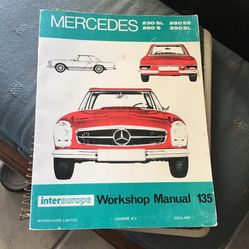 MERCEDES
230 SL 250 SE
250 S 250 SL
intereurope Workshop Manual 135
INTEREUROPE LIMITED LONDON N.3 ENGLAND